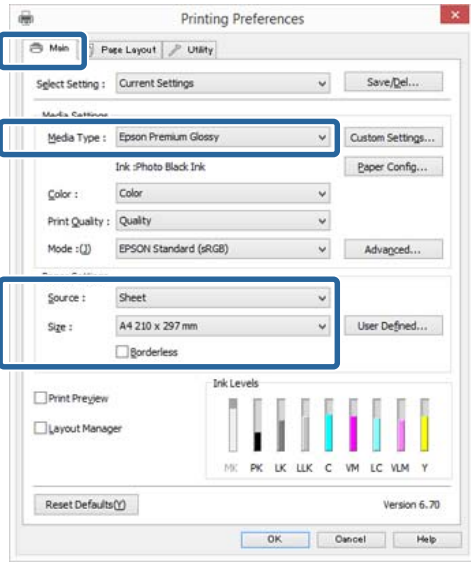 Printing Preferences
Main Page Layout Utility
Select Setting : Current Settings Save/Del...
Media Settings
Media Type : Epson Premium Glossy Custom Settings...
Ink :Photo Black Ink Paper Config...
Color : Color
Print Quality : Quality
Mode :(J) EPSON Standard (sRGB) Advanced...
Source : Sheet
Size : A4 210 x 297 mm User Defined...
Borderless
Ink Levels
Print Preview
Layout Manager
MK PK LK LLK C VM LC VLM Y
Reset Defaults(Y) Version 6.70
OK Cancel Help